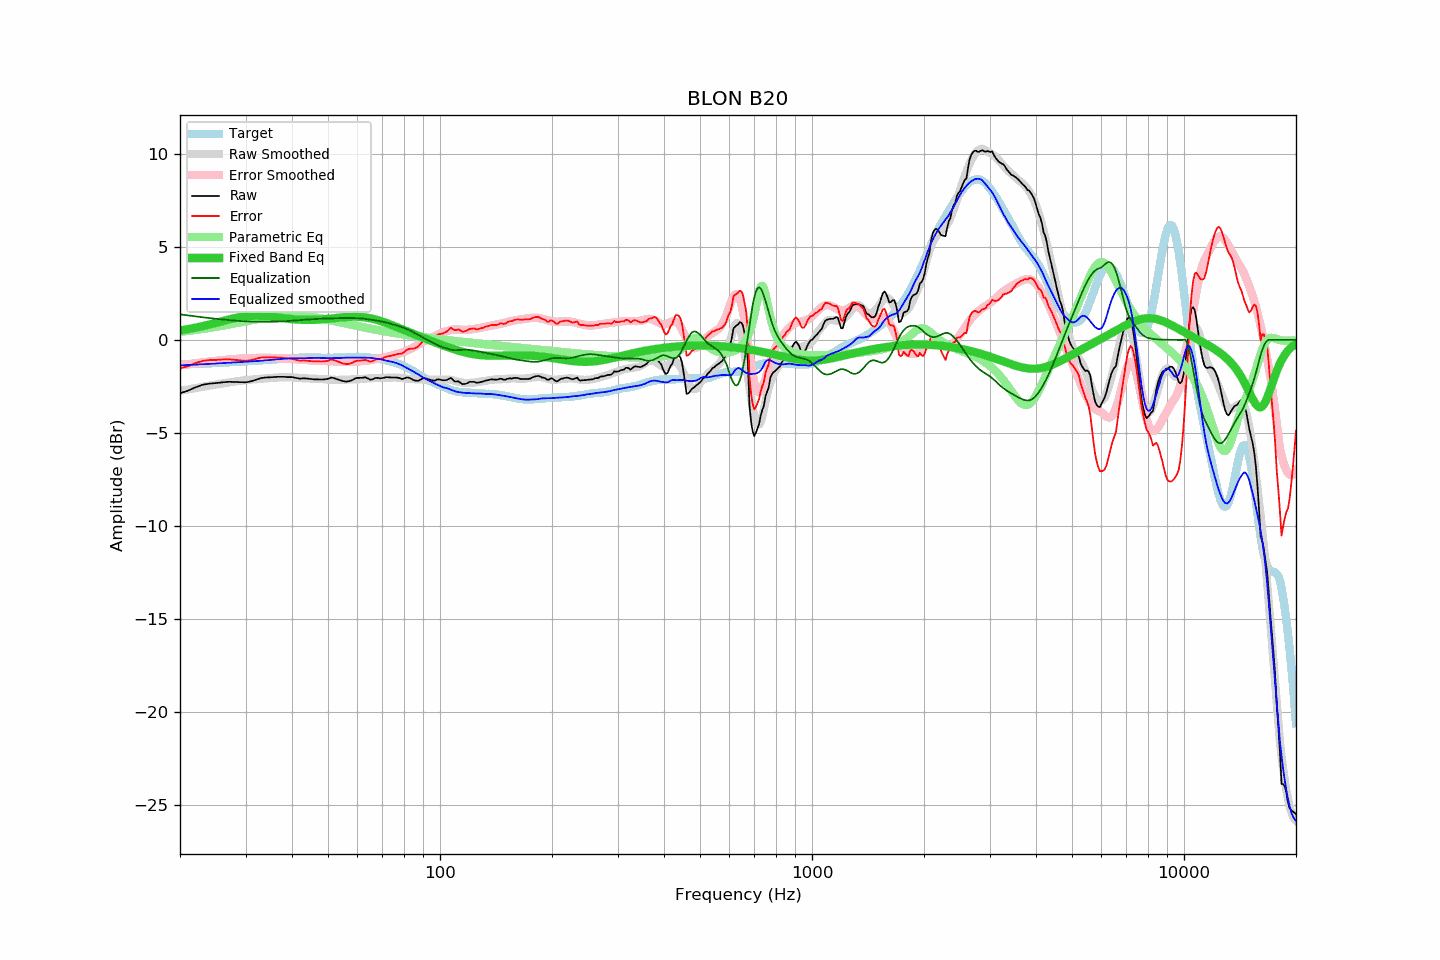 BLON B20
Target
Raw Smoothed
Error Smoothed
Raw
Error
Parametric Eq
Fixed Band Eq
Equalization
Equalized smoothed
10
5
0
−5
−10
−15
−20
−25
Amplitude (dBr)
100
1000
10000
Frequency (Hz)